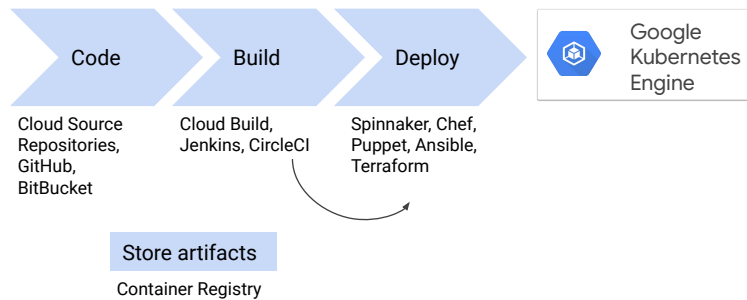 Code
Build
Deploy
Google
Kubernetes
Engine
Cloud Source
Repositories,
GitHub,
BitBucket
Cloud Build,
Jenkins, CircleCI
Spinnaker, Chef,
Puppet, Ansible,
Terraform
Store artifacts
Container Registry